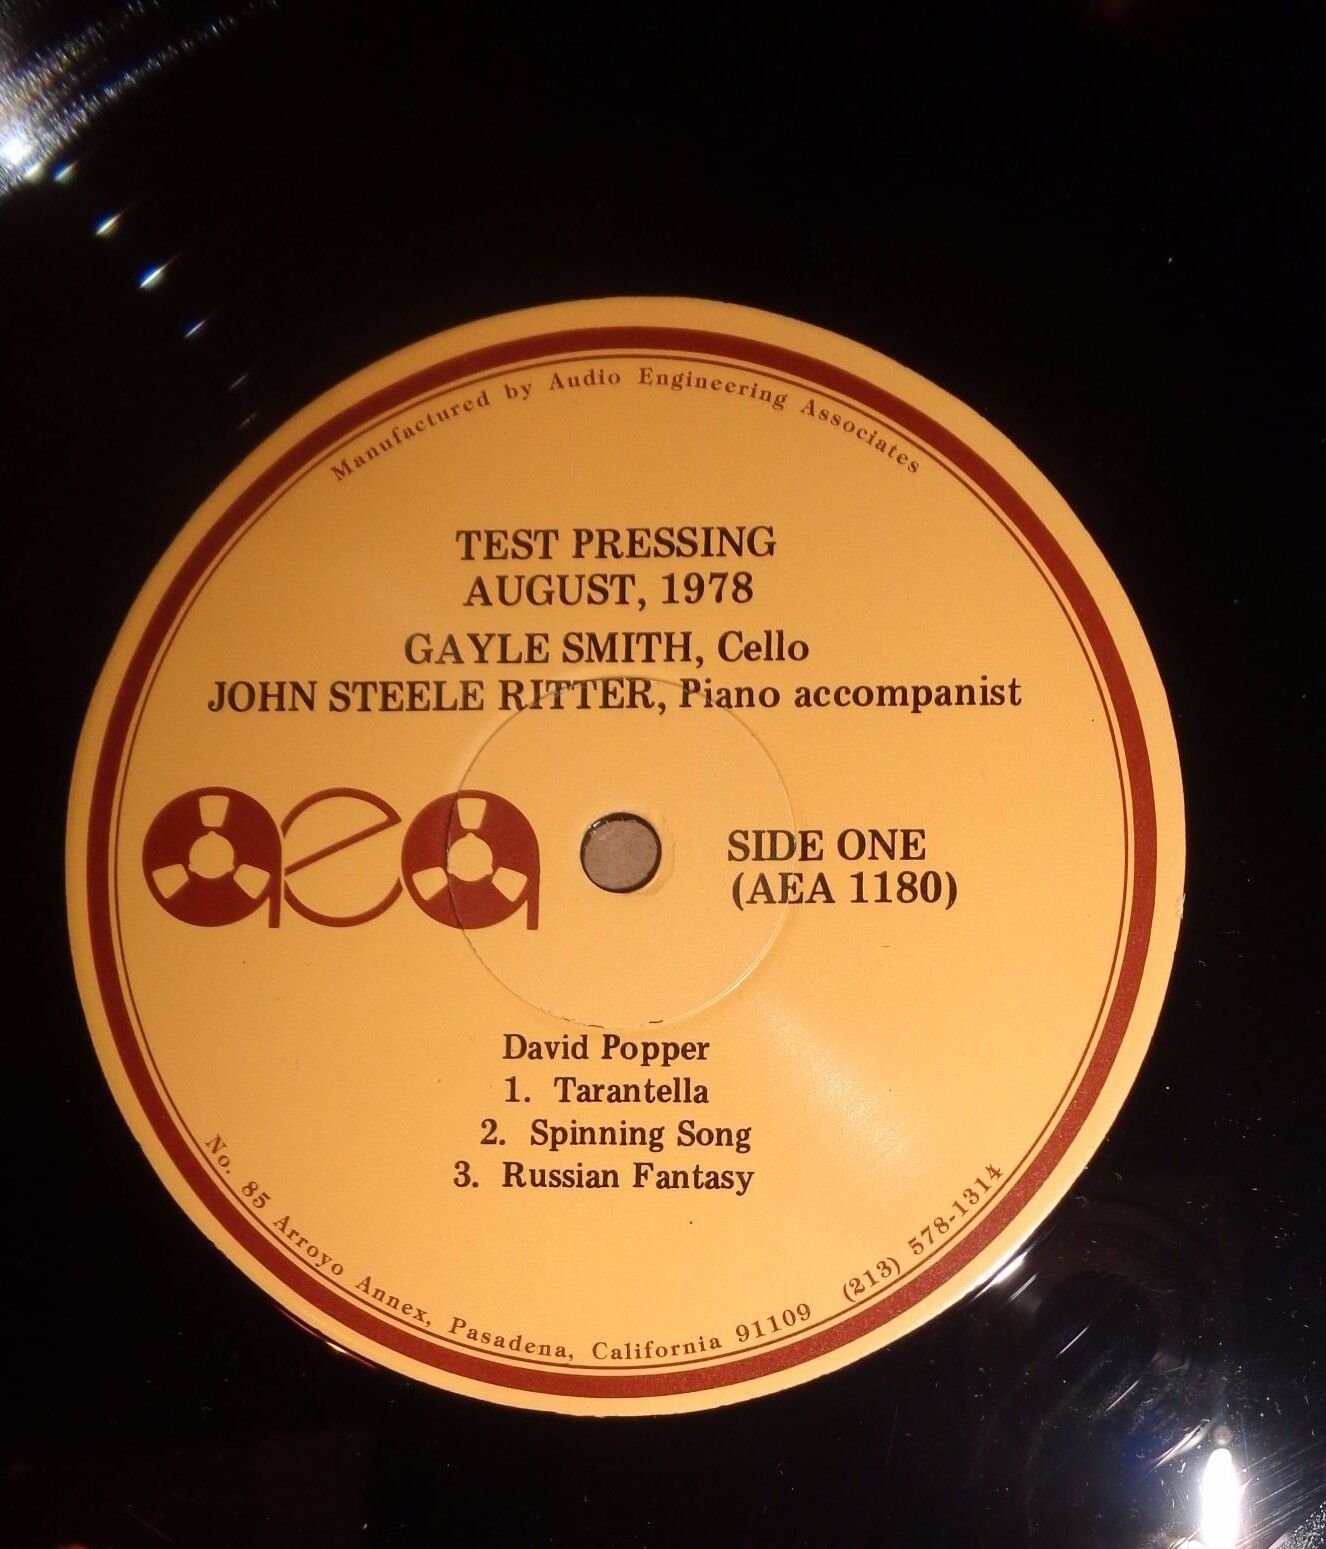 Manufactured by Audio Engineering Associates
TEST PRESSING
AUGUST, 1978
GAYLE SMITH, Cello
JOHN STEELE RITTER, Piano accompanist
aea
SIDE ONE
(AEA 1180)
David Popper
1. Tarantella
2. Spinning Song
3. Russian Fantasy
No. 85 Arroyo Annex, Pasadena, California 91109 (213) 578-1314